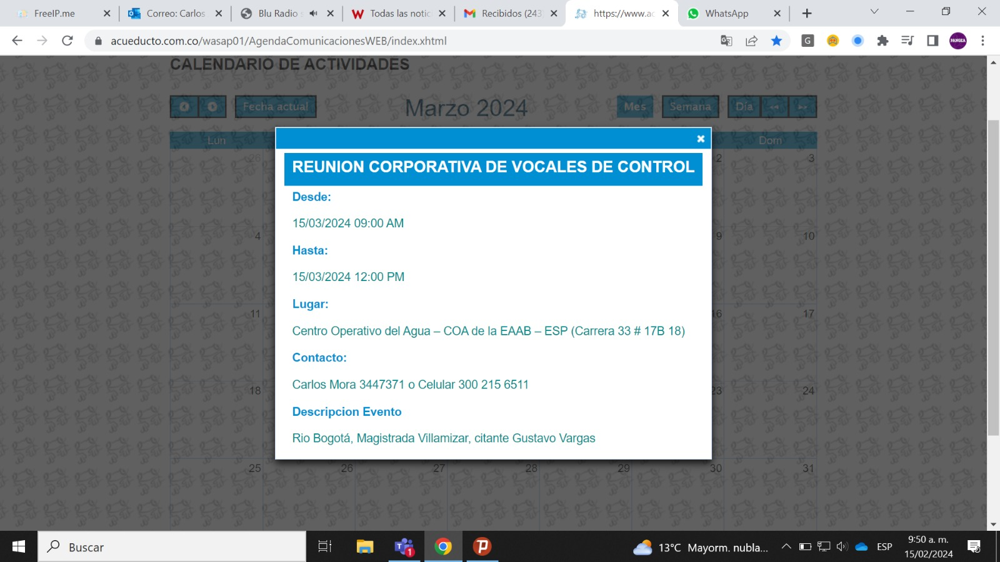 FreeIP.me
Correo: Carlos
Blu Radio
Todas las notic
Recibidos (243
https://www.ac
WhatsApp
acueducto.com.co/wasap01/AgendaComunicacionesWEB/index.xhtml
G
PANGEA
CALENDARIO DE ACTIVIDADES
Fecha actual
Marzo 2024
Mes Semana Día
Lun Dom
26 2 3
REUNION CORPORATIVA DE VOCALES DE CONTROL
Desde:
15/03/2024 09:00 AM
4 9 10
Hasta:
15/03/2024 12:00 PM
Lugar:
11 16 17
Centro Operativo del Agua – COA de la EAAB – ESP (Carrera 33 # 17B 18)
Contacto:
Carlos Mora 3447371 o Celular 300 215 6511
18 23 24
Descripcion Evento
Rio Bogotá, Magistrada Villamizar, citante Gustavo Vargas
25 26 27 28 29 30 31
Buscar
1
13°C Mayorm. nubla...
ESP
9:50 a. m.
15/02/2024